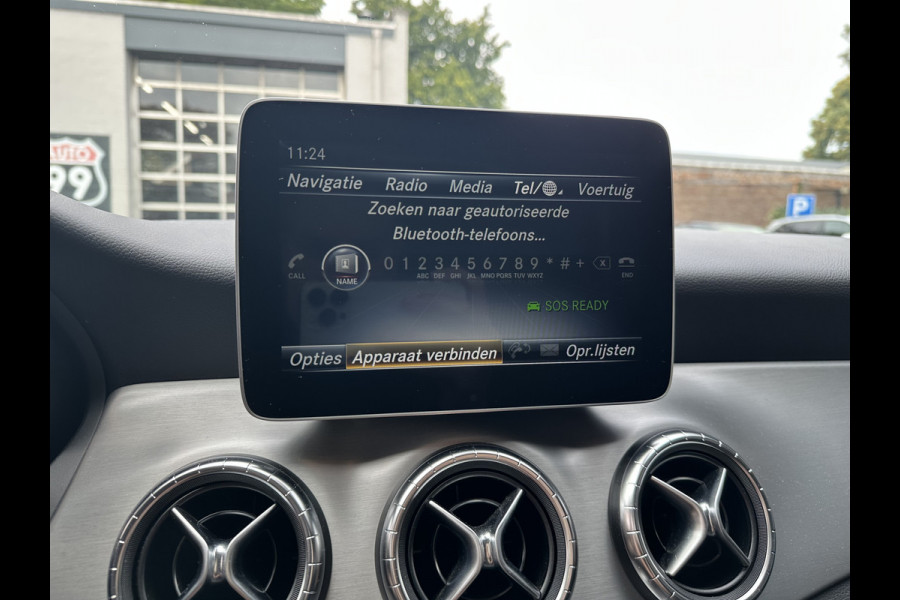 11:24
Navigatie Radio Media Tel/ Voertuig
Zoeken naar geautoriseerde
Bluetooth-telefoons...
0 1 2 3 4 5 6 7 8 9 * # +
CALL NAME ABC DEF GHI JKL MNO PQRS TUV WXYZ END
SOS READY
Opties Apparaat verbinden Opr.lijsten
AUTO
99
P